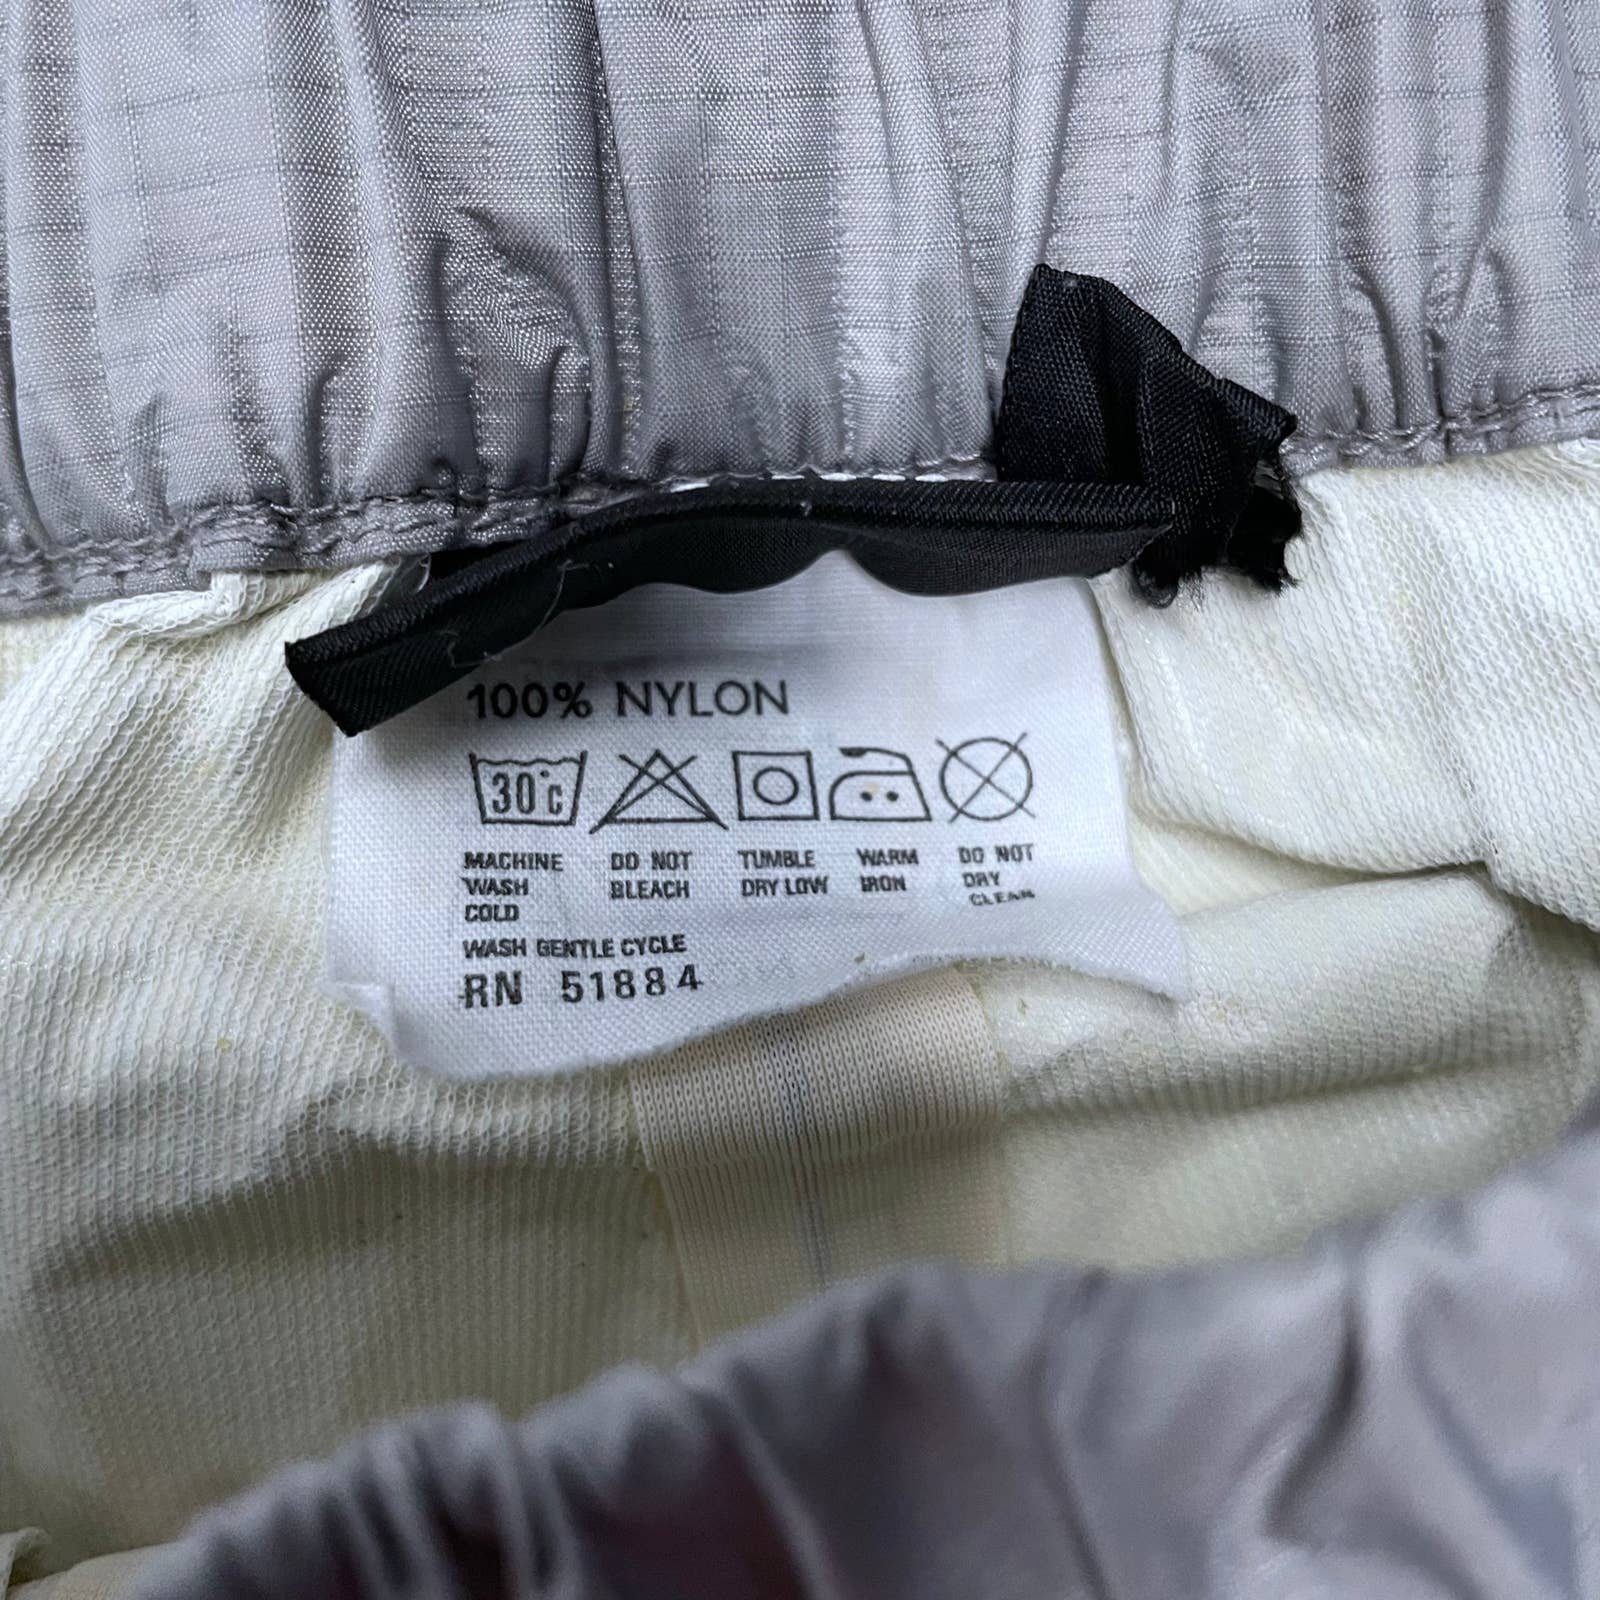 100% NYLON
30°C
MACHINE WASH COLD
DO NOT BLEACH
TUMBLE DRY LOW
WARM IRON
DO NOT DRY CLEAN
WASH GENTLE CYCLE
RN 51884